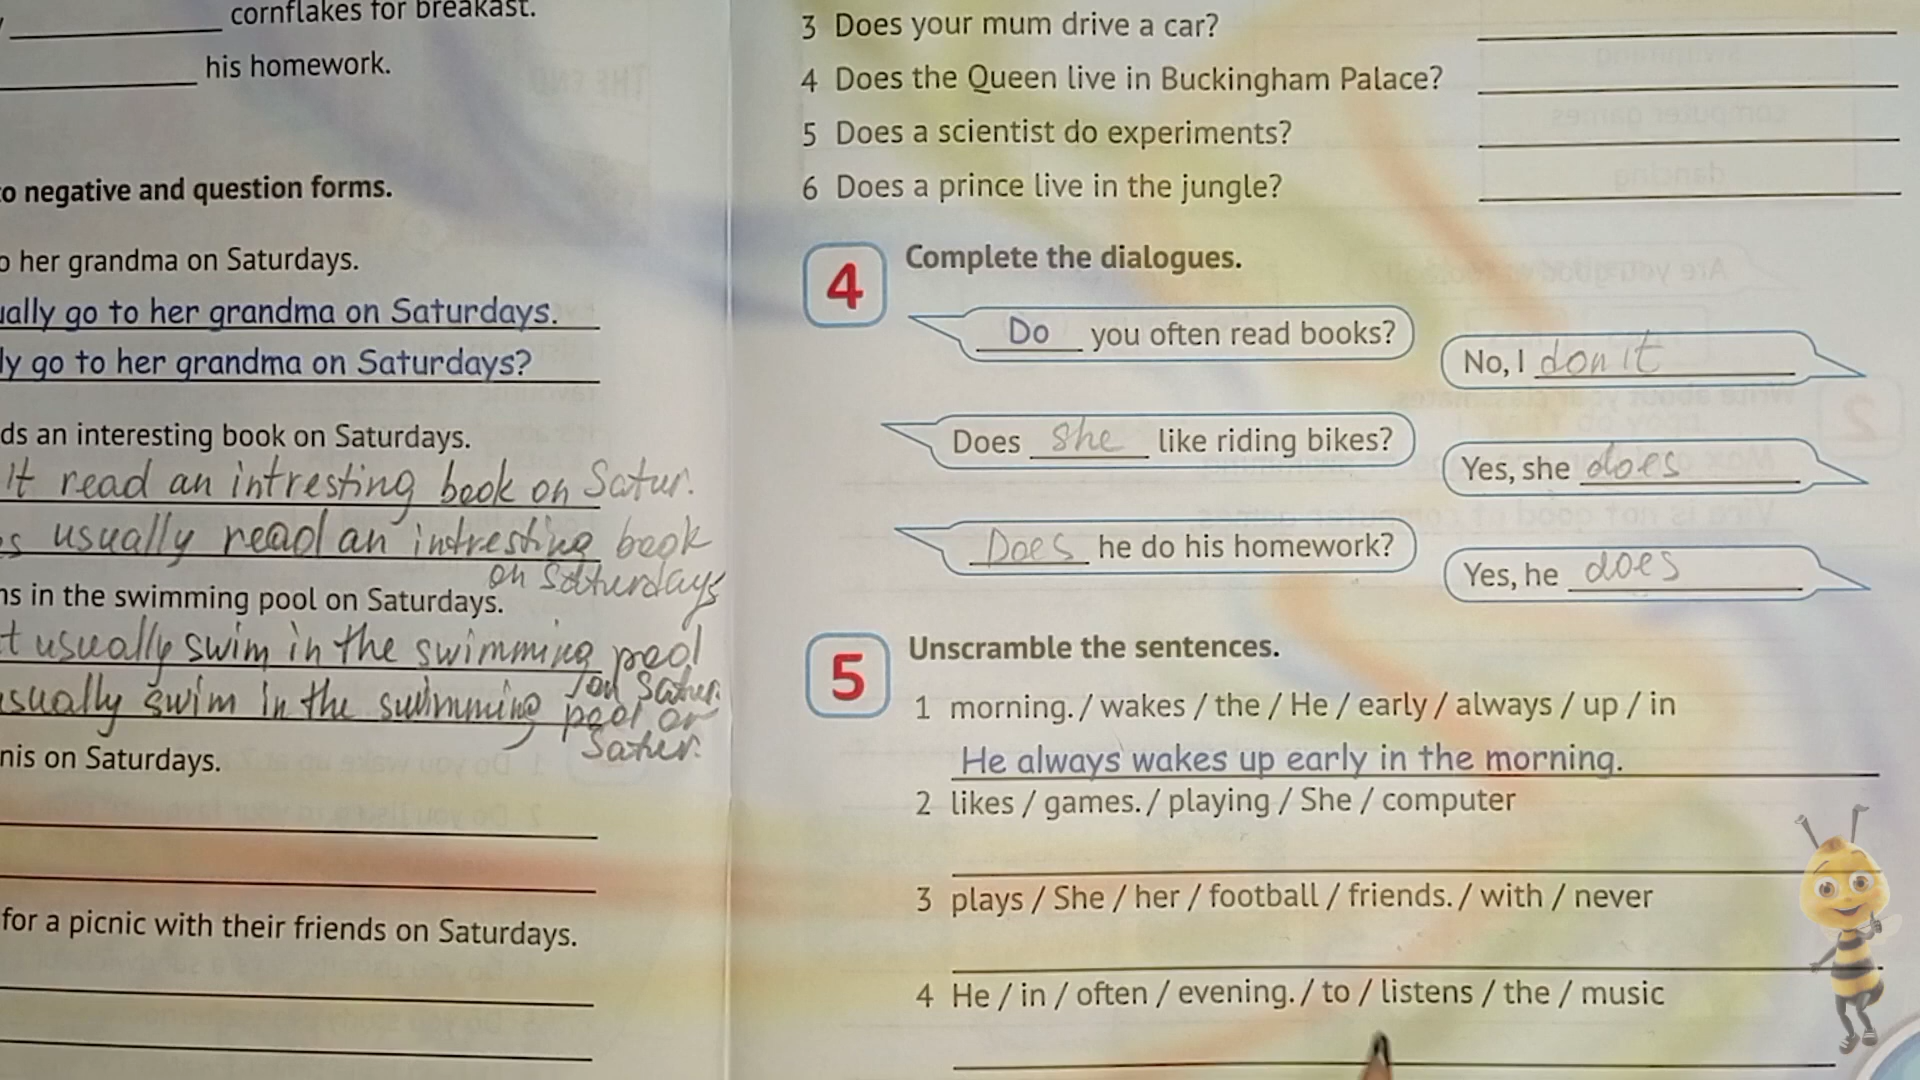 cornflakes for breakast.
his homework.
o negative and question forms.
o her grandma on Saturdays.
ually go to her grandma on Saturdays.
ly go to her grandma on Saturdays?
ds an interesting book on Saturdays.
It read an intresting book on Satur.
s usually read an intresting book
on Satturdays
ns in the swimming pool on Saturdays.
t usually swim in the swimming pool
on Satur.
usually swim in the swimming pool or
Satur.
nis on Saturdays.
for a picnic with their friends on Saturdays.
3 Does your mum drive a car?
4 Does the Queen live in Buckingham Palace?
5 Does a scientist do experiments?
6 Does a prince live in the jungle?
4 Complete the dialogues.
Do you often read books?
No, I don't
Does she like riding bikes?
Yes, she does
Does he do his homework?
Yes, he does
5 Unscramble the sentences.
1 morning. / wakes / the / He / early / always / up / in
He always wakes up early in the morning.
2 likes / games. / playing / She / computer
3 plays / She / her / football / friends. / with / never
4 He / in / often / evening. / to / listens / the / music